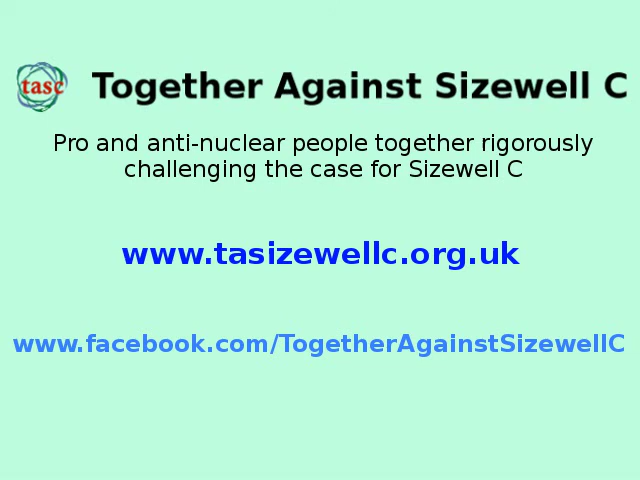 tasc
Together Against Sizewell C
Pro and anti-nuclear people together rigorously
challenging the case for Sizewell C
www.tasizewellc.org.uk
www.facebook.com/TogetherAgainstSizewellC